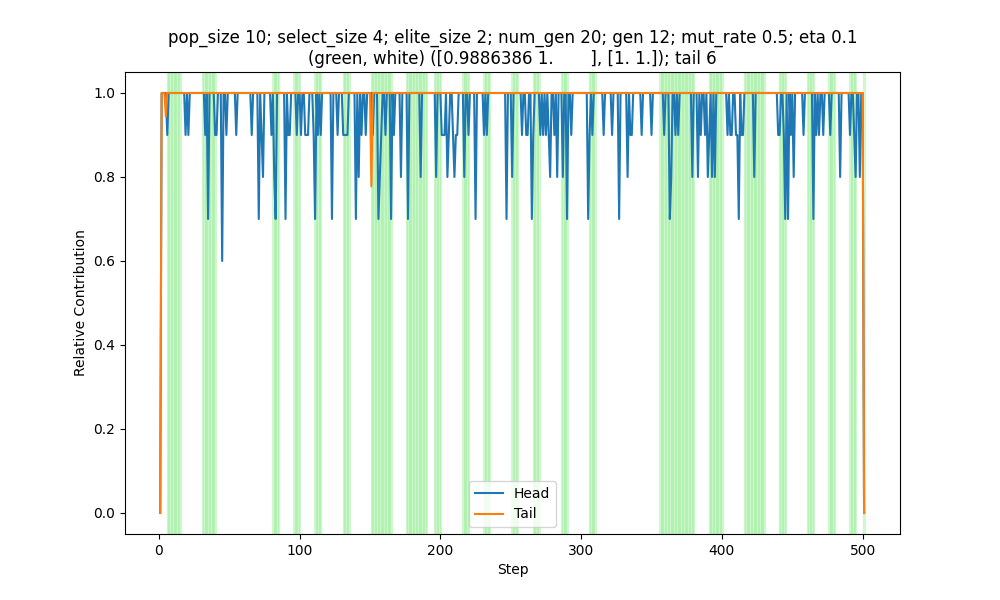 pop_size 10; select_size 4; elite_size 2; num_gen 20; gen 12; mut_rate 0.5; eta 0.1
(green, white) ([0.9886386 1.        ], [1. 1.]); tail 6
1.0
0.8
0.6
0.4
0.2
0.0
Relative Contribution
Head
Tail
0 100 200 300 400 500
Step